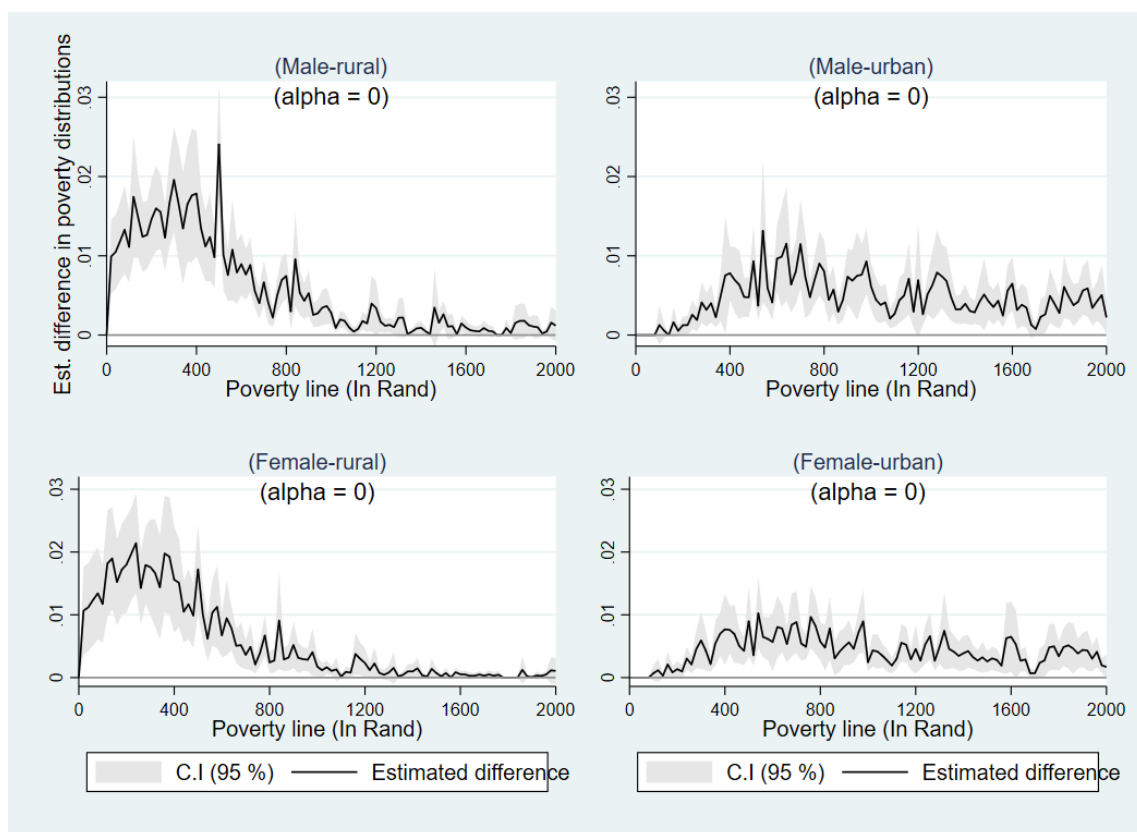 Est. difference in poverty distributions
(Male-rural)
(alpha = 0)
.03
.02
.01
0
0 400 800 1200 1600 2000
Poverty line (In Rand)
(Male-urban)
(alpha = 0)
.03
.02
.01
0
0 400 800 1200 1600 2000
Poverty line (In Rand)
(Female-rural)
(alpha = 0)
.03
.02
.01
0
0 400 800 1200 1600 2000
Poverty line (In Rand)
C.I (95 %) Estimated difference
(Female-urban)
(alpha = 0)
.03
.02
.01
0
0 400 800 1200 1600 2000
Poverty line (In Rand)
C.I (95 %) Estimated difference